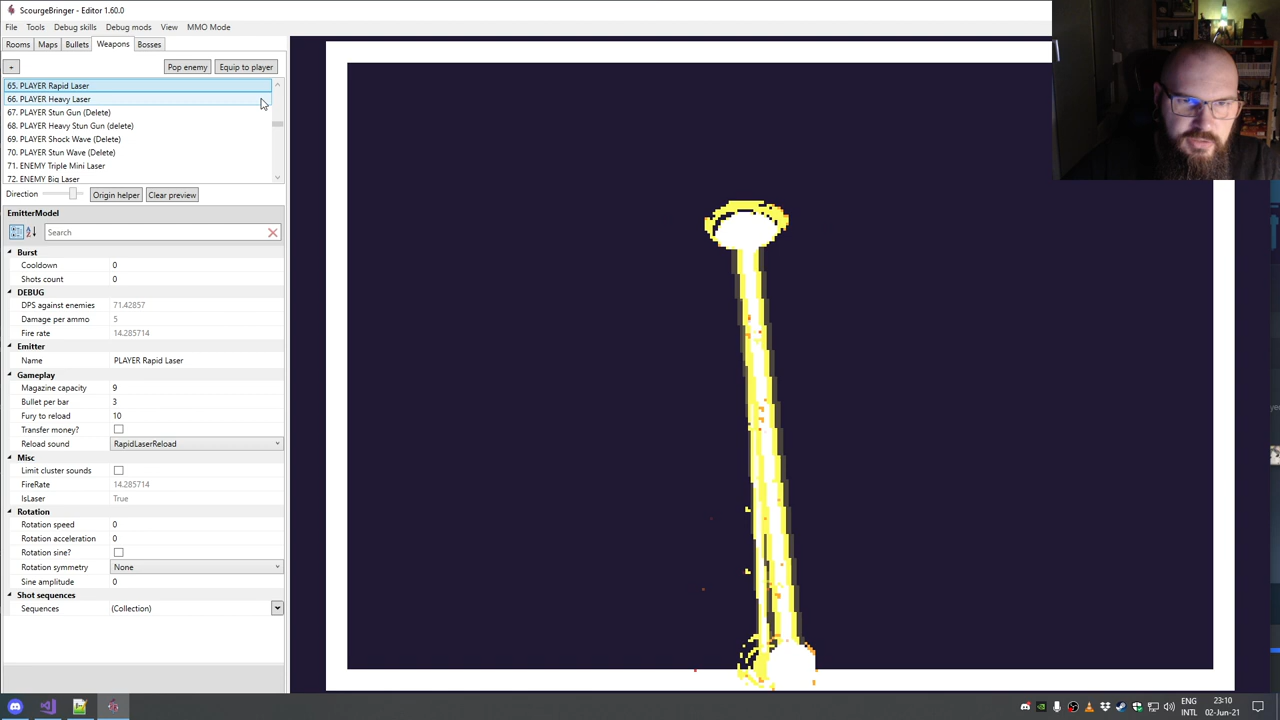 ScourgeBringer - Editor 1.60.0
File Tools Debug skills Debug mods View MMO Mode
Rooms Maps Bullets Weapons Bosses
+ Pop enemy Equip to player
65. PLAYER Rapid Laser
66. PLAYER Heavy Laser
67. PLAYER Stun Gun (Delete)
68. PLAYER Heavy Stun Gun (delete)
69. PLAYER Shock Wave (Delete)
70. PLAYER Stun Wave (Delete)
71. ENEMY Triple Mini Laser
72. ENEMY Big Laser
Direction Origin helper Clear preview
EmitterModel
Search
Burst
Cooldown 0
Shots count 0
DEBUG
DPS against enemies 71.42857
Damage per ammo 5
Fire rate 14.285714
Emitter
Name PLAYER Rapid Laser
Gameplay
Magazine capacity 9
Bullet per bar 3
Fury to reload 10
Transfer money?
Reload sound RapidLaserReload
Misc
Limit cluster sounds
FireRate 14.285714
IsLaser True
Rotation
Rotation speed 0
Rotation acceleration 0
Rotation sine?
Rotation symmetry None
Sine amplitude 0
Shot sequences
Sequences (Collection)
ENG 23:10
INTL 02-Jun-21